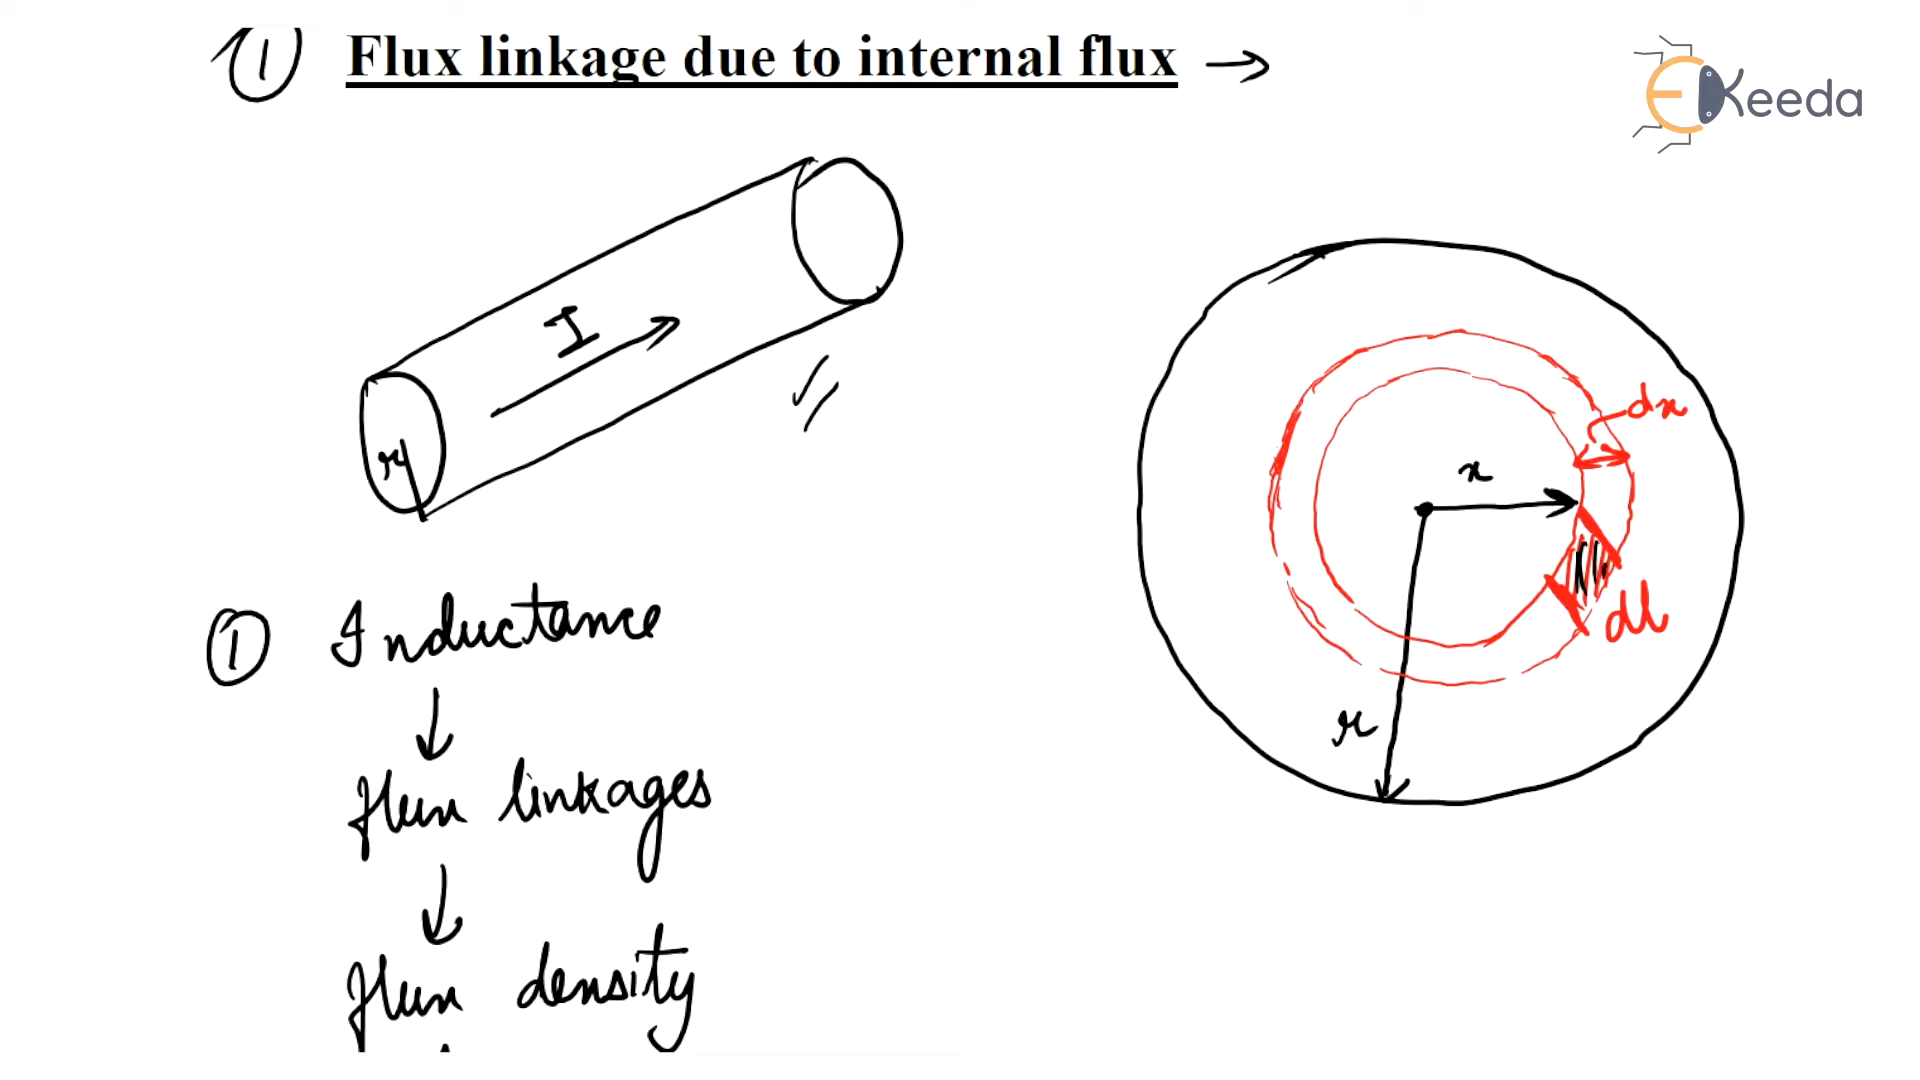 ① Flux linkage due to internal flux →
EKeeda
I
r
dx
x
r
dl
① Inductance
↓
flux linkages
↓
flux density